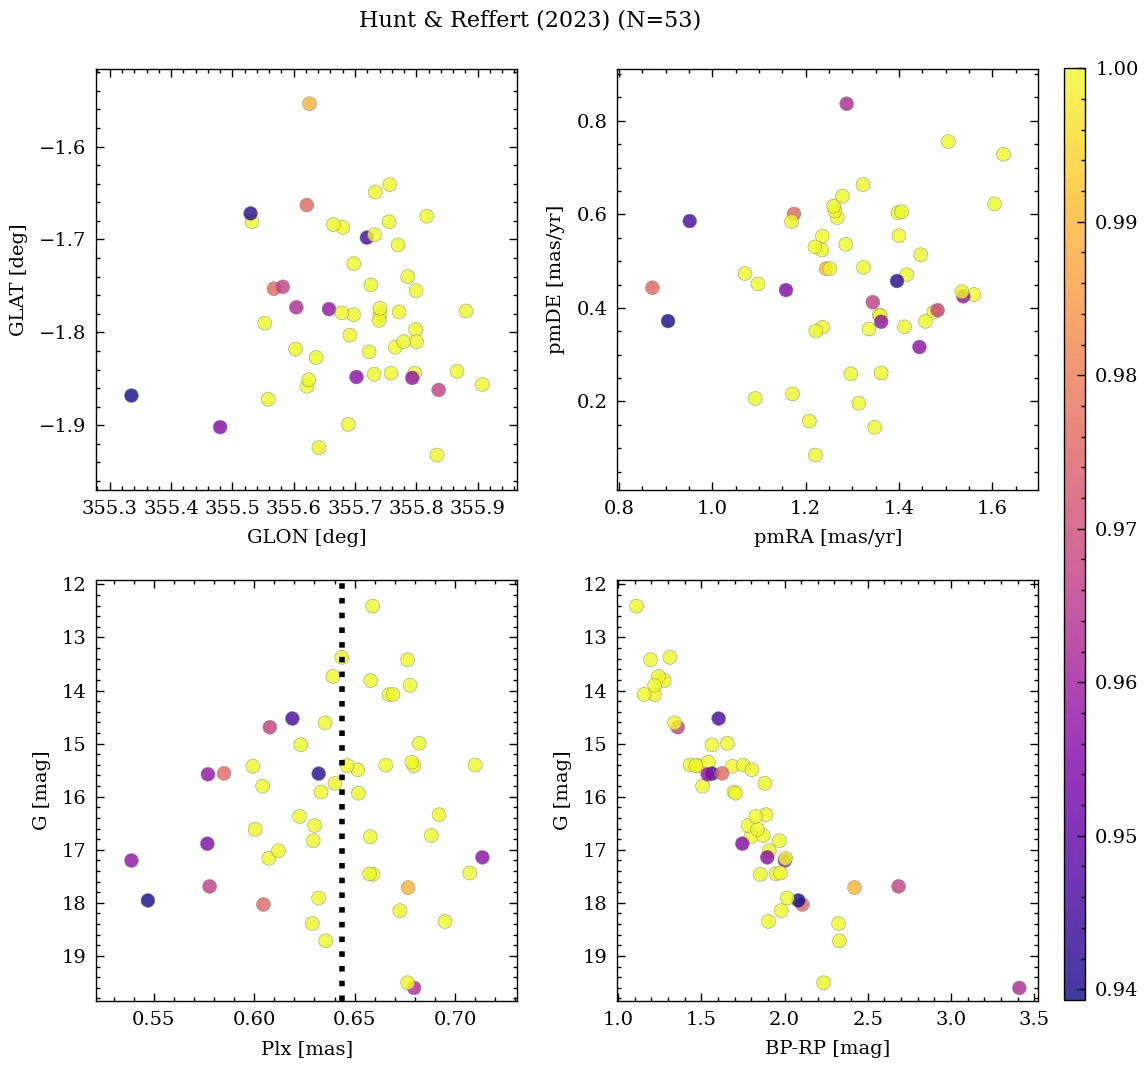 Hunt & Reffert (2023) (N=53)
GLAT [deg]
−1.6
−1.7
−1.8
−1.9
355.3 355.4 355.5 355.6 355.7 355.8 355.9
GLON [deg]
pmDE [mas/yr]
0.8
0.6
0.4
0.2
0.8 1.0 1.2 1.4 1.6
pmRA [mas/yr]
G [mag]
12
13
14
15
16
17
18
19
0.55 0.60 0.65 0.70
Plx [mas]
G [mag]
12
13
14
15
16
17
18
19
1.0 1.5 2.0 2.5 3.0 3.5
BP-RP [mag]
1.00
0.99
0.98
0.97
0.96
0.95
0.94